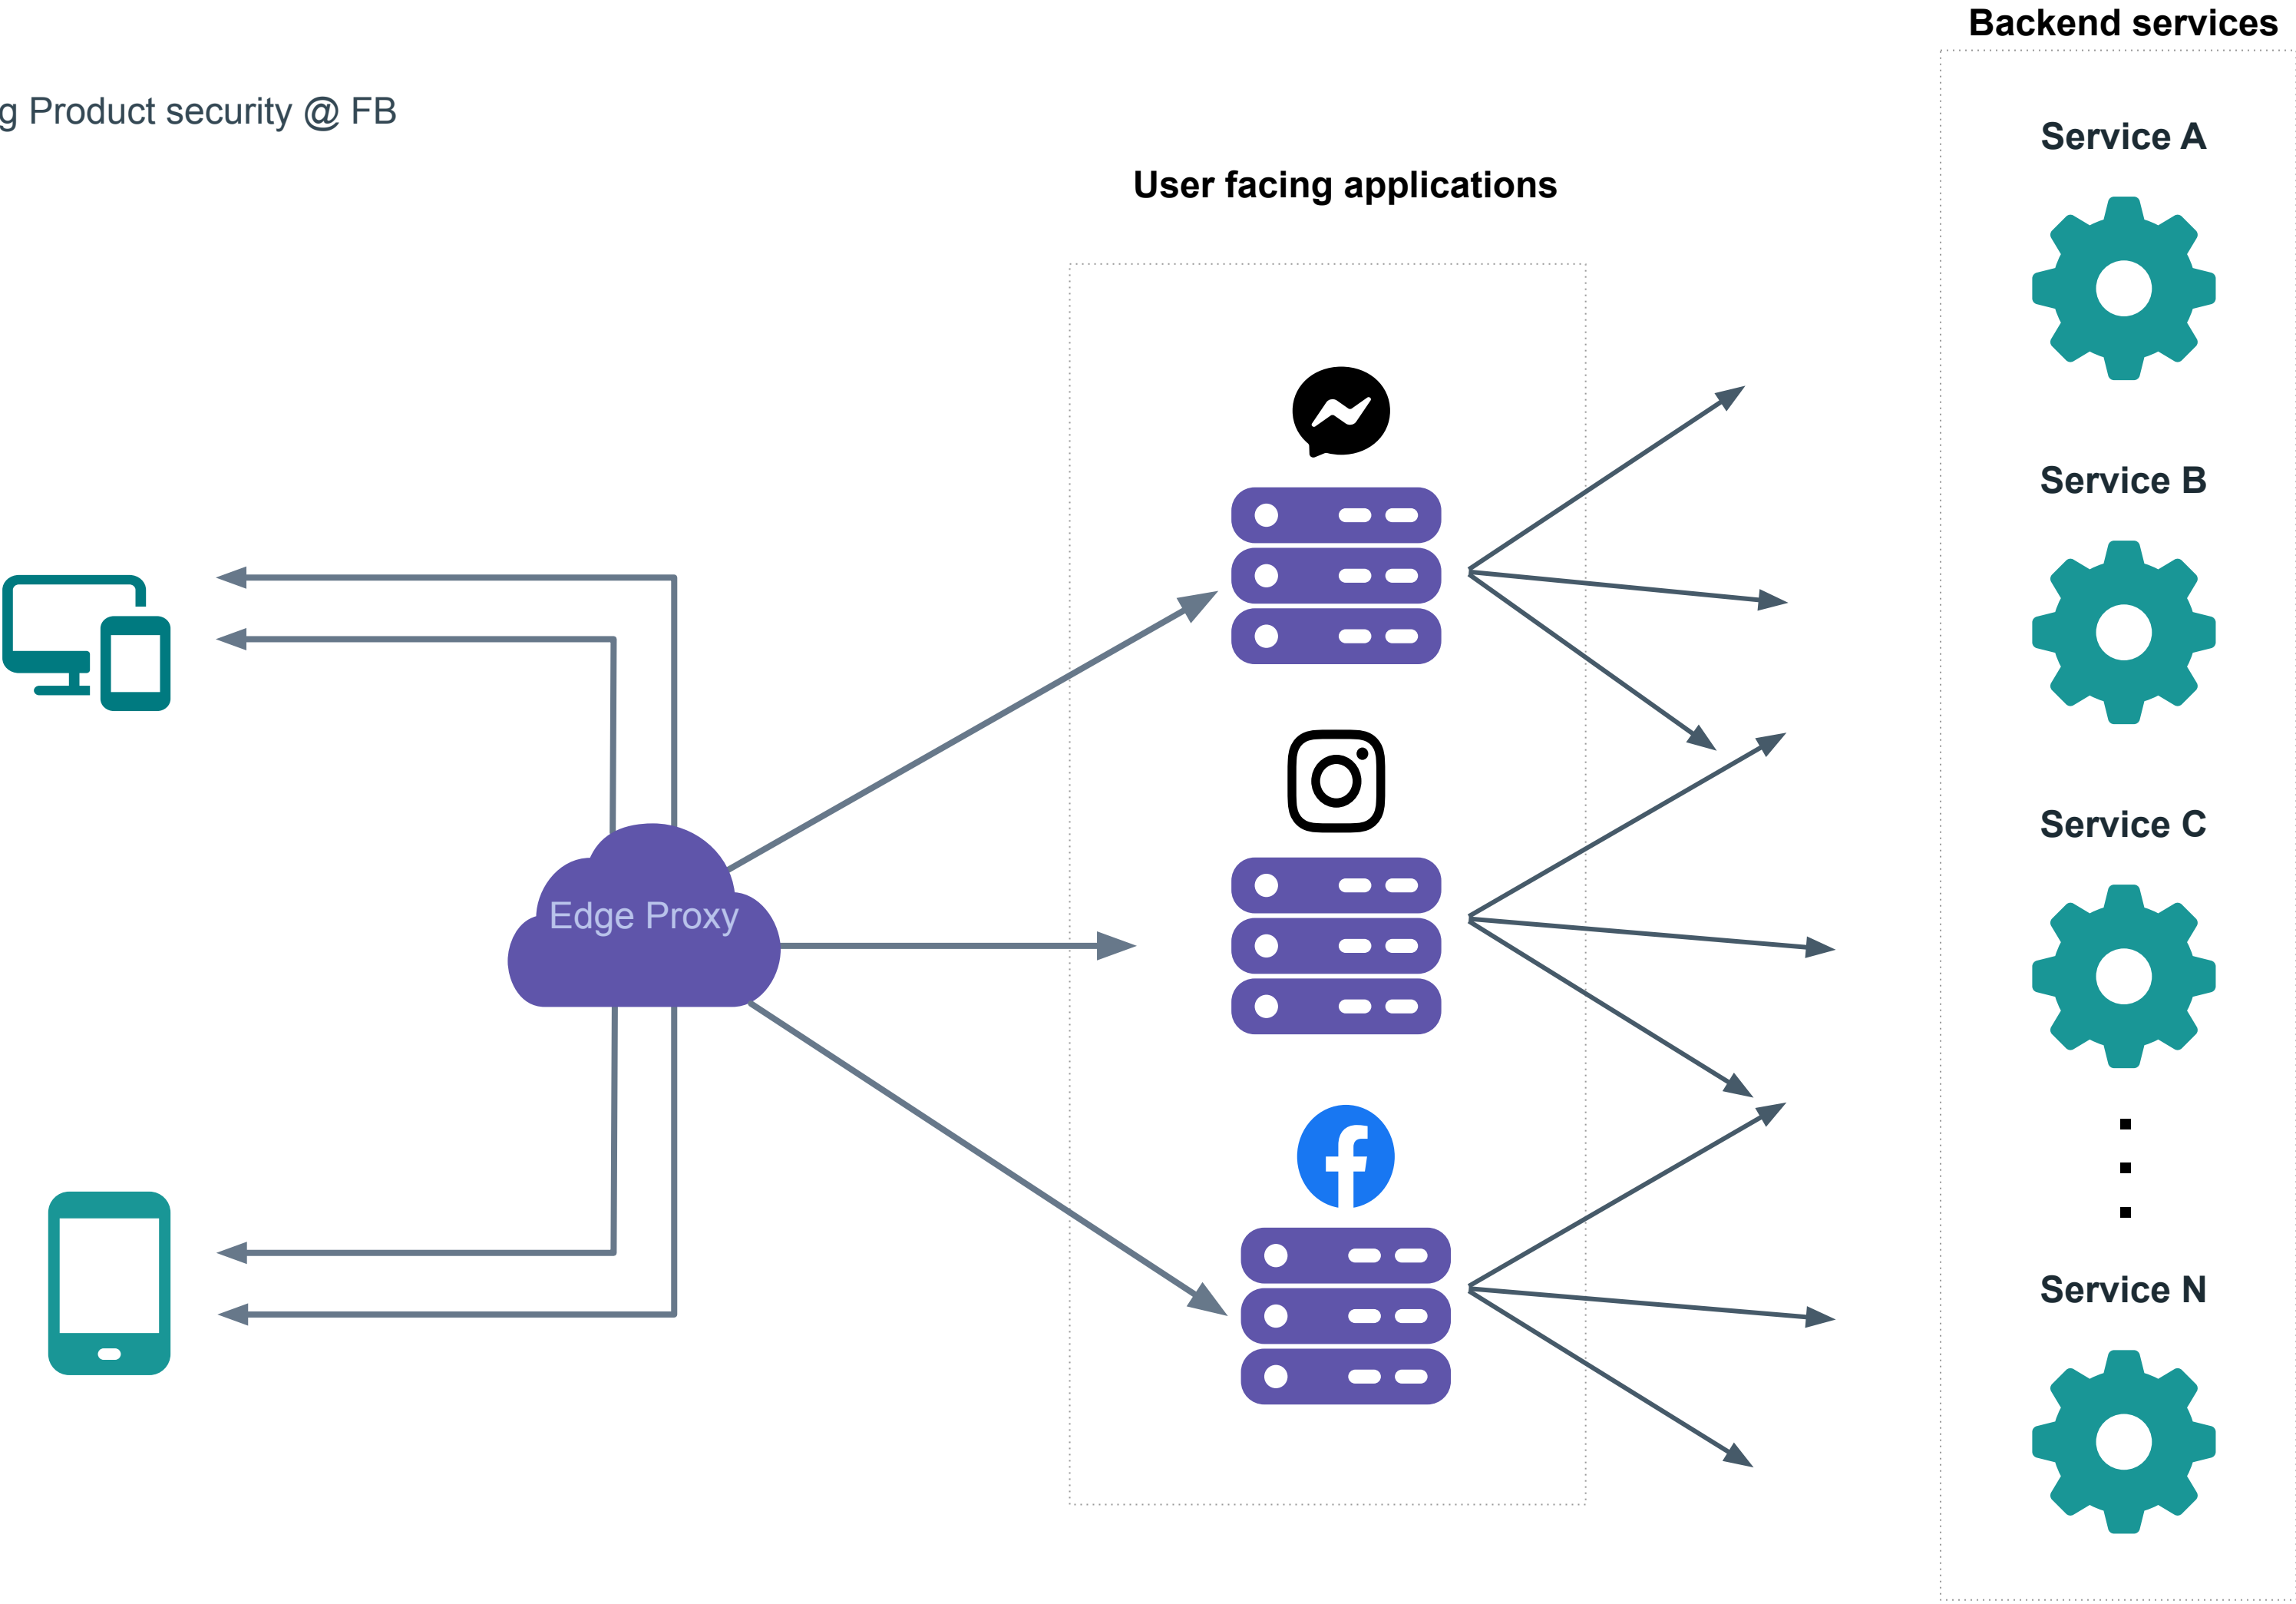 Backend services
g Product security @ FB
Service A
User facing applications
Service B
Service C
Edge Proxy
Service N